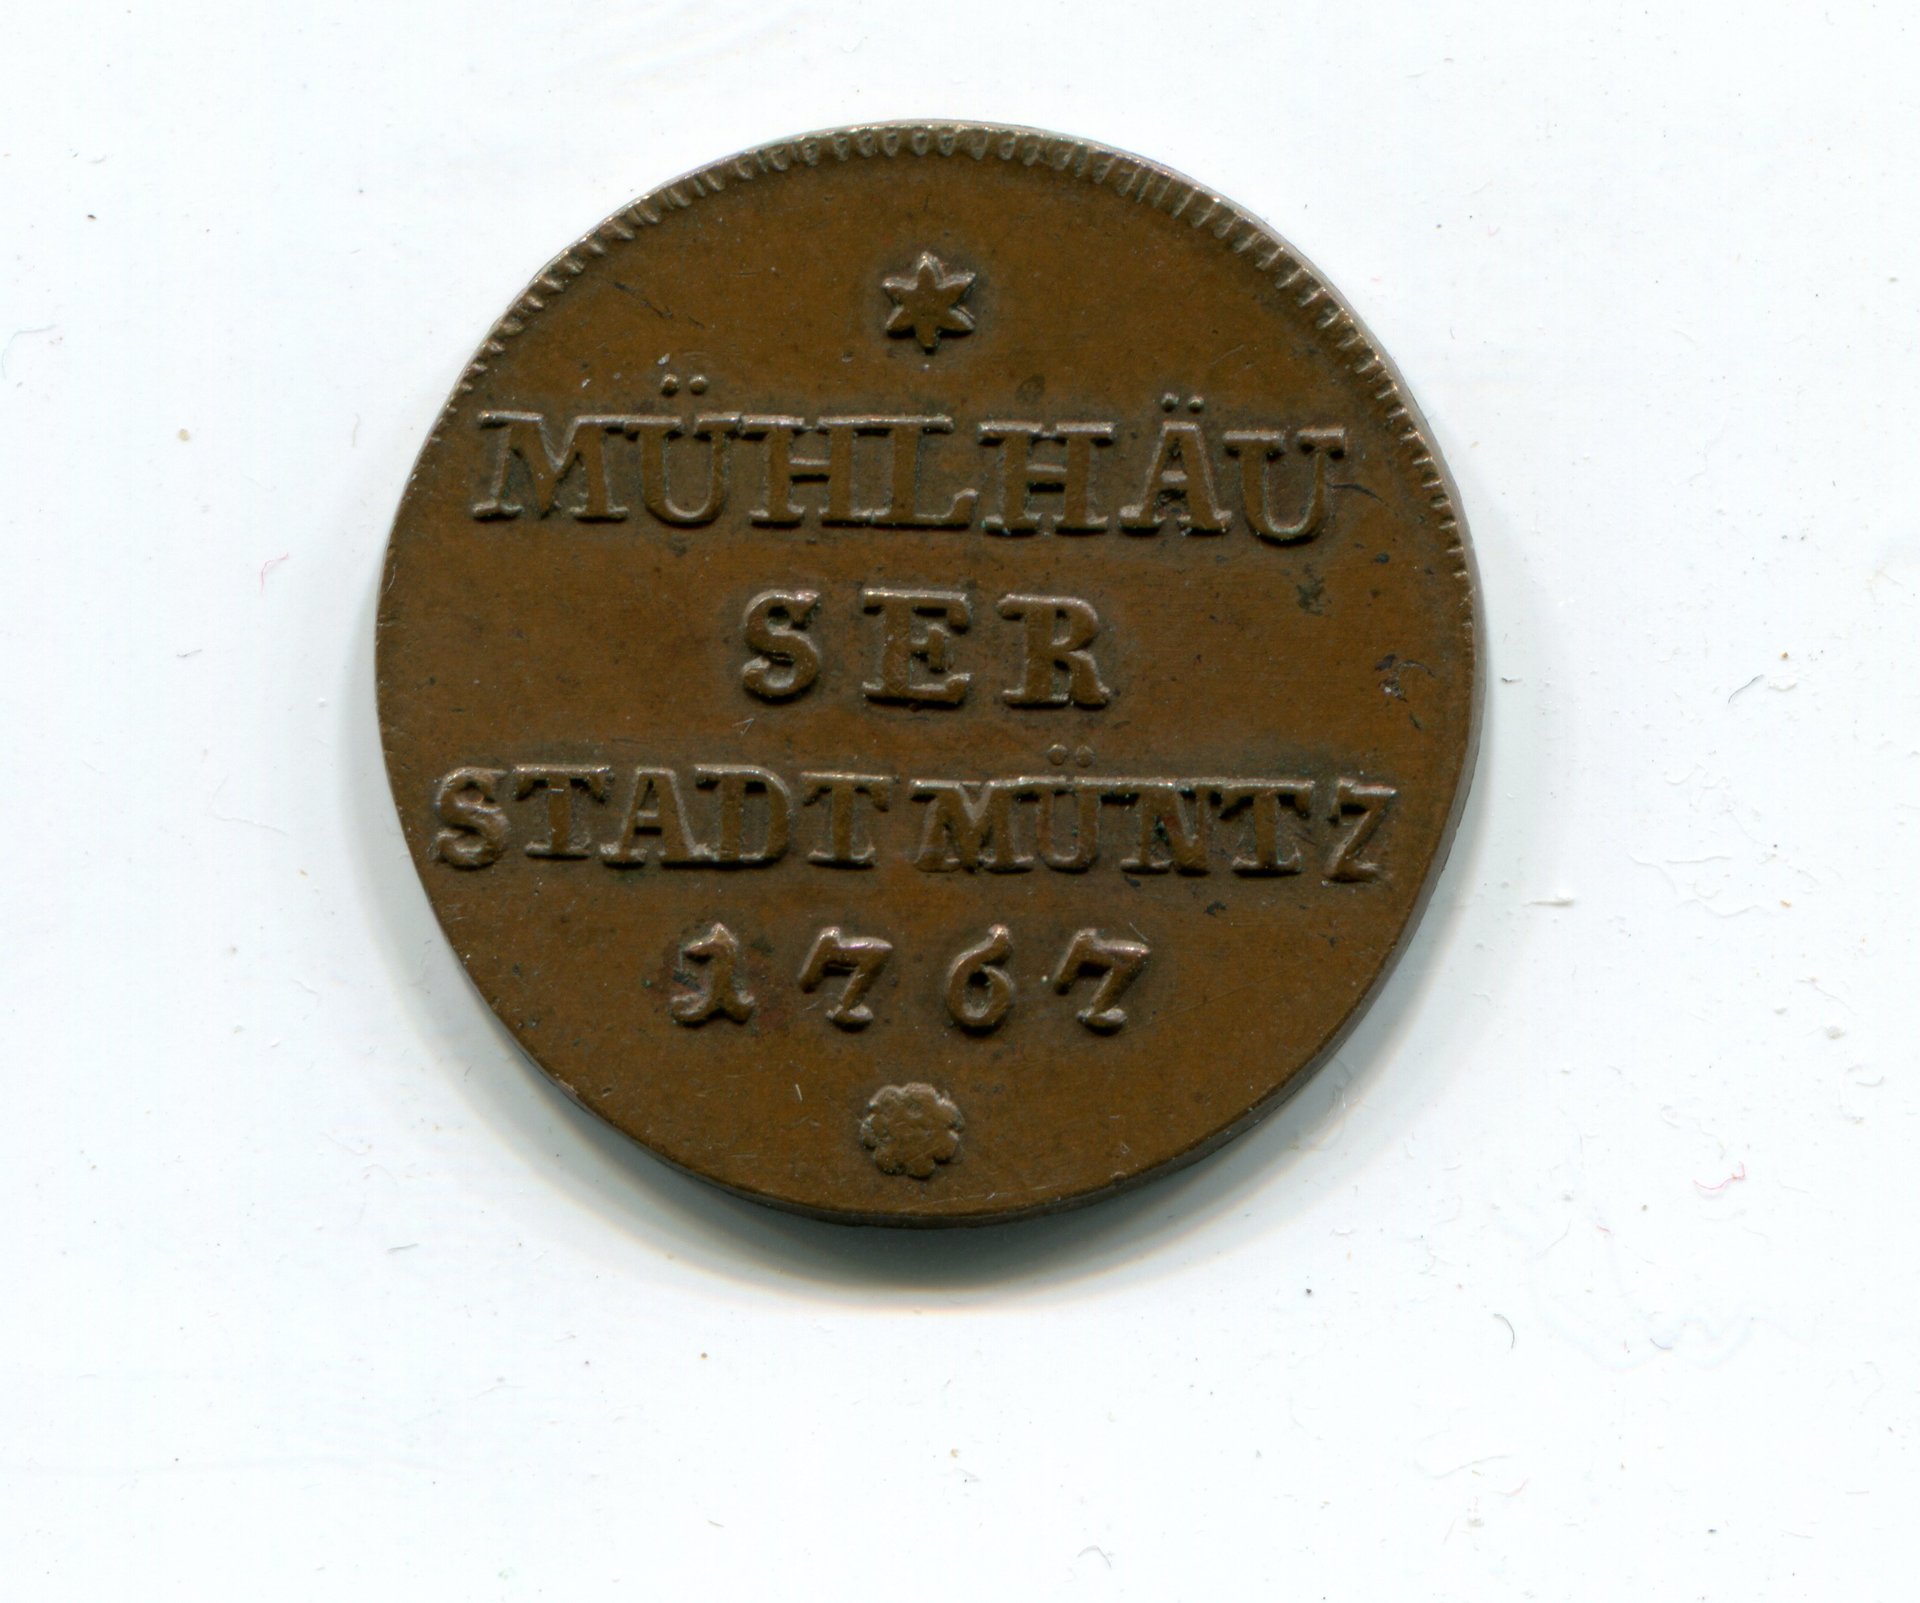 MÜHLHÄU
SER
STADTMÜNTZ
1767